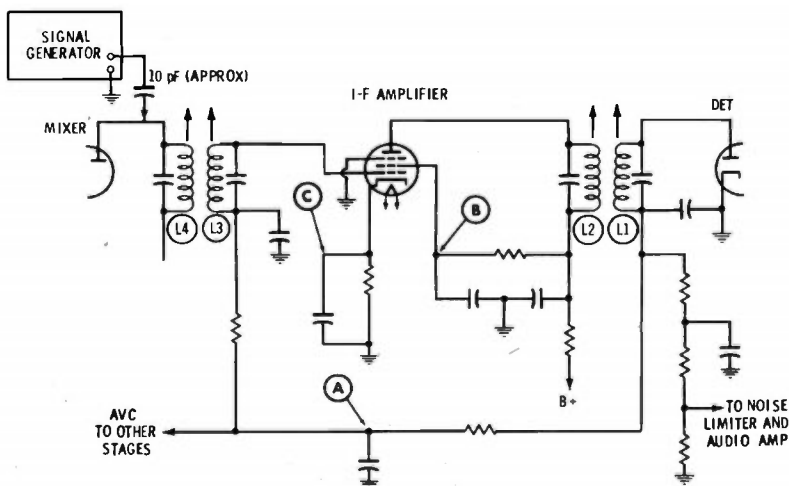 SIGNAL
GENERATOR
10 pF (APPROX)
I-F AMPLIFIER
MIXER
DET
C
B
L4
L3
L2
L1
A
B+
AVC
TO OTHER
STAGES
TO NOISE
LIMITER AND
AUDIO AMP